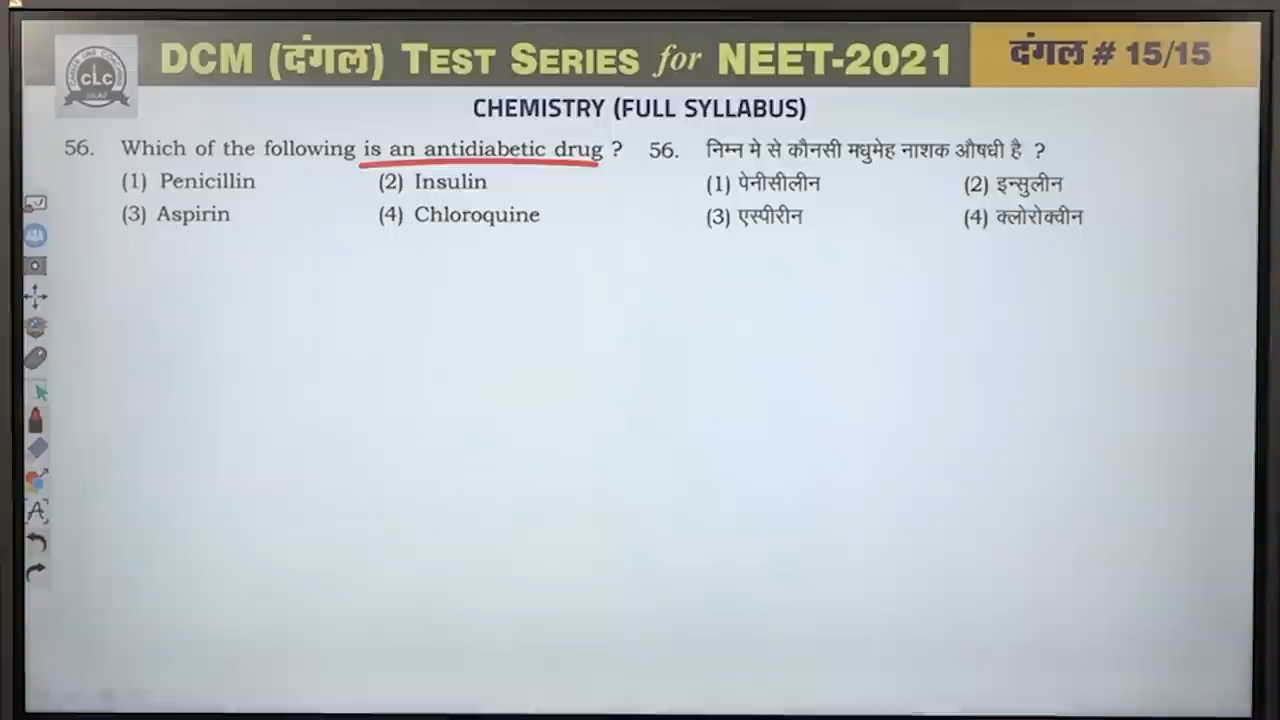 DCM (दंगल) TEST SERIES for NEET-2021
दंगल # 15/15
CLC
CHEMISTRY (FULL SYLLABUS)
56. Which of the following is an antidiabetic drug ?
(1) Penicillin (2) Insulin
(3) Aspirin (4) Chloroquine
56. निम्न मे से कौनसी मधुमेह नाशक औषधी है ?
(1) पेनीसीलीन (2) इन्सुलीन
(3) एस्पीरीन (4) क्लोरोक्वीन